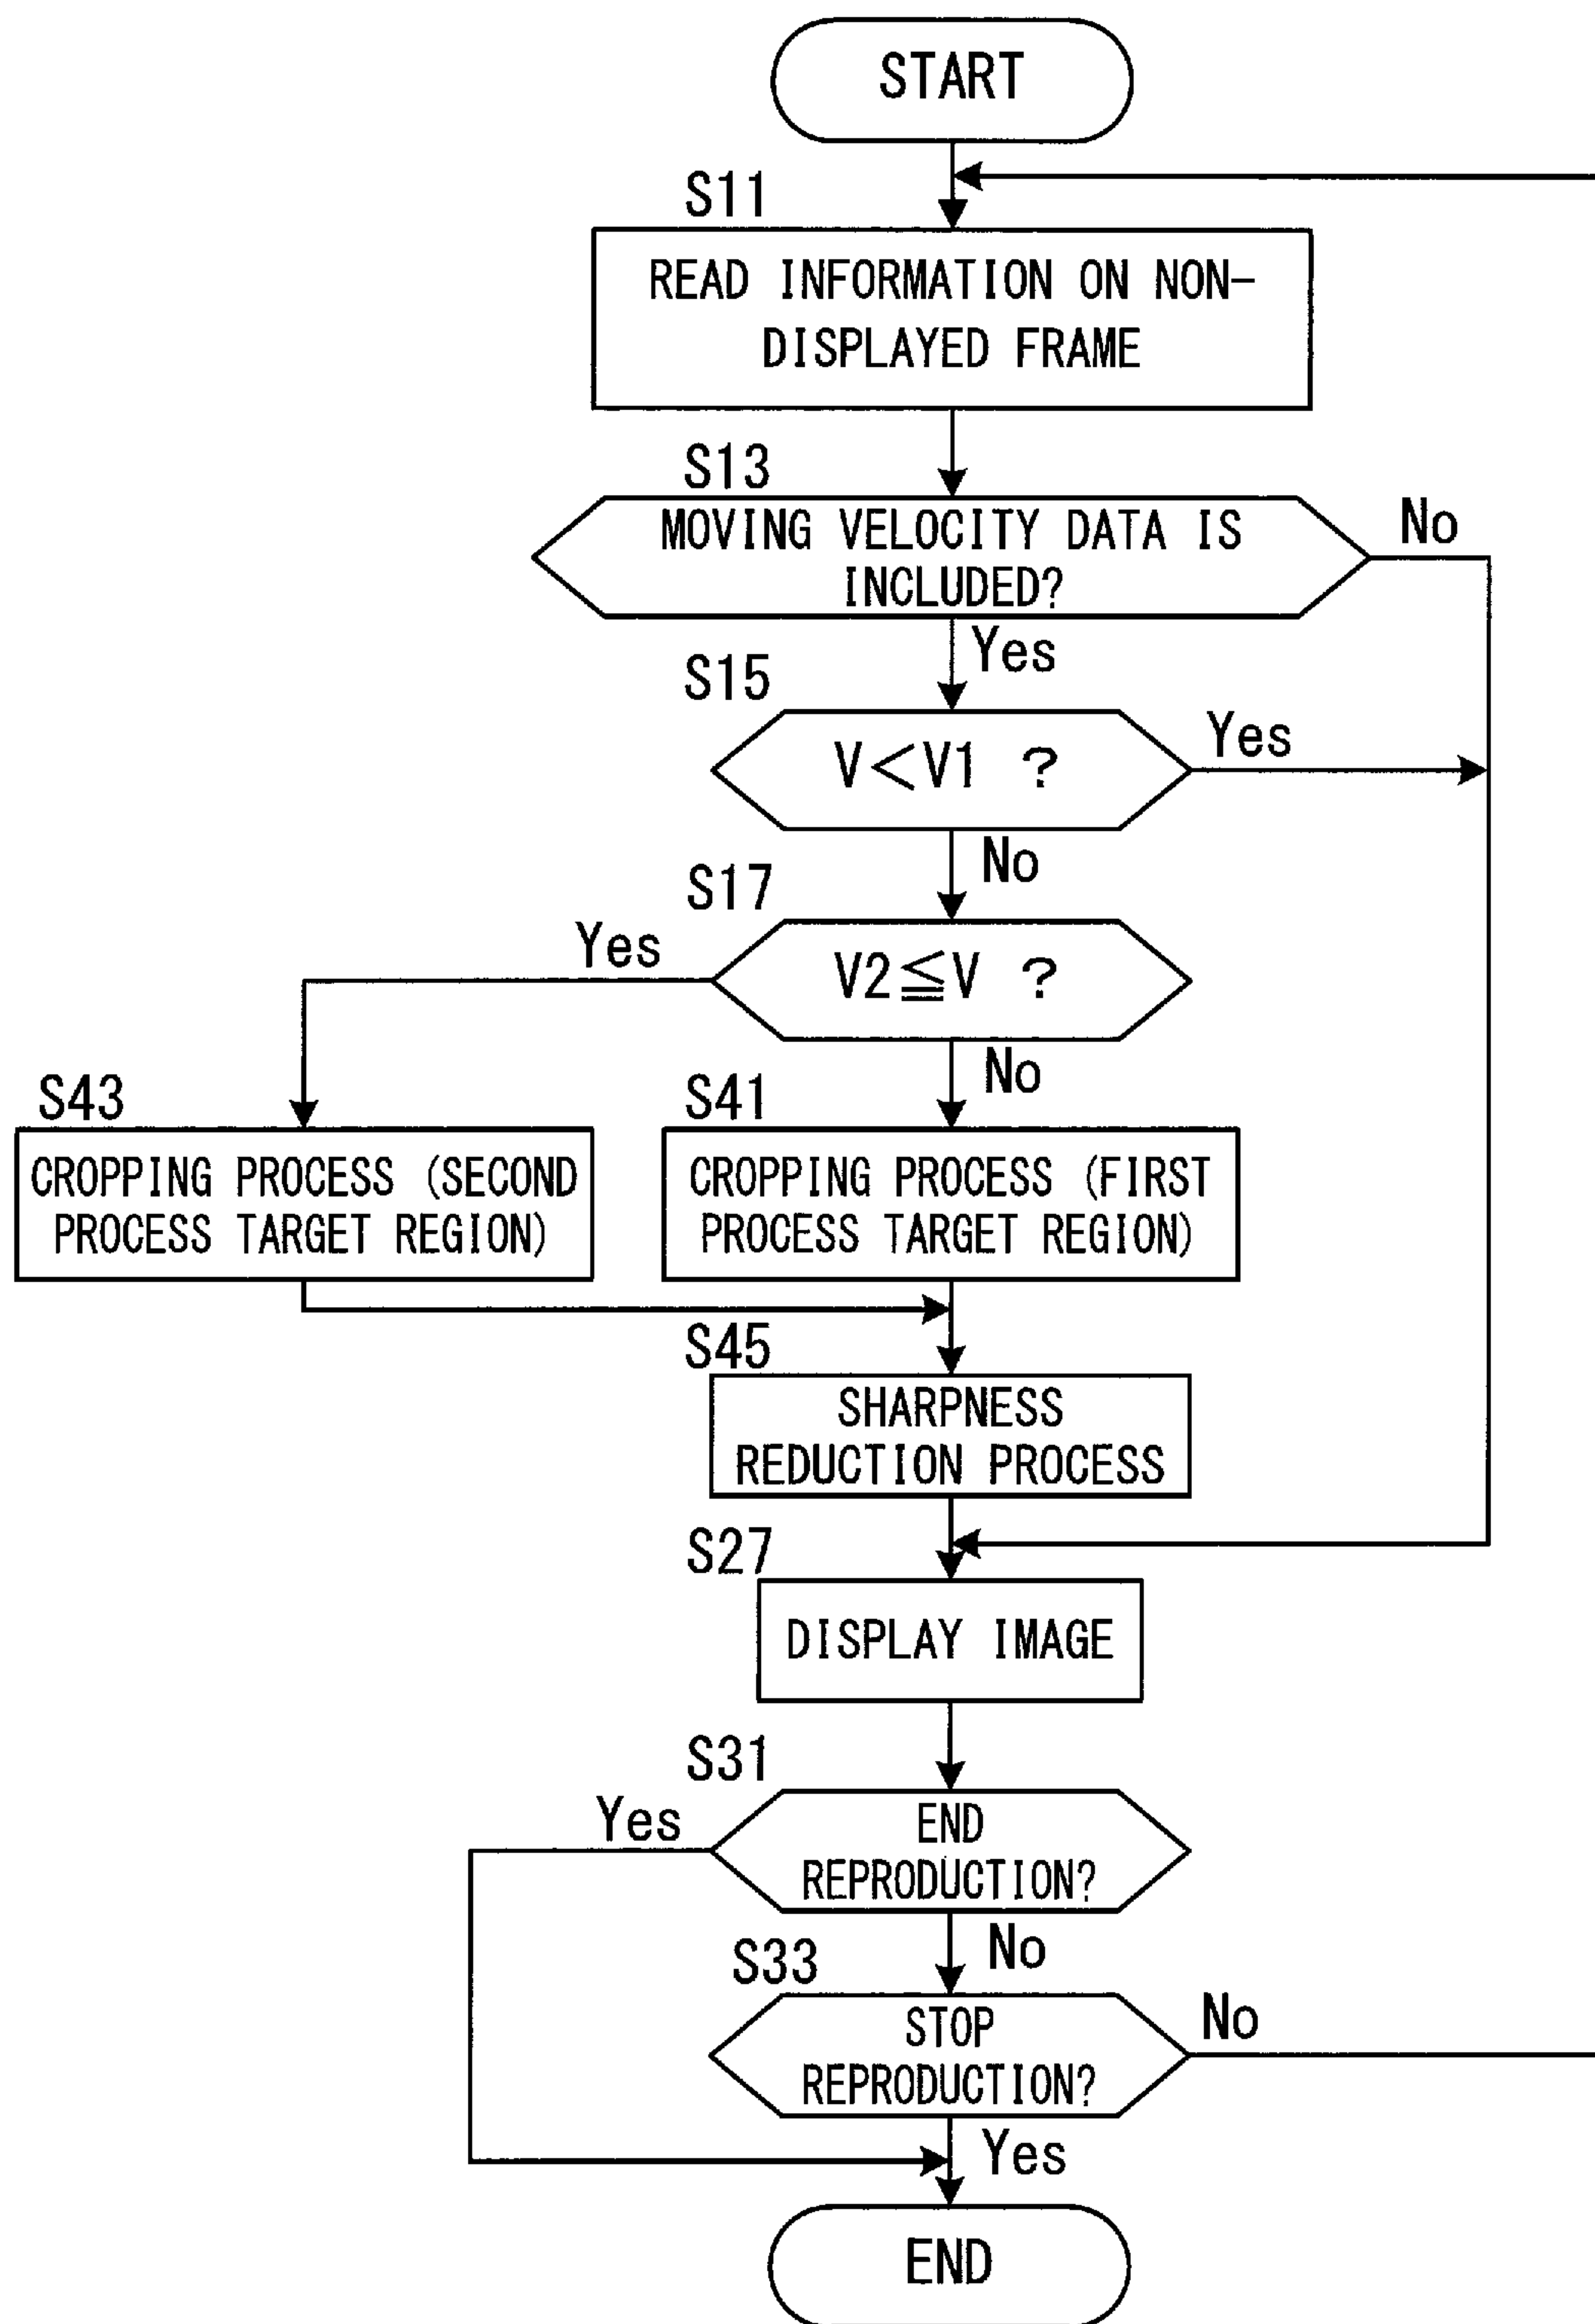 START
S11
READ INFORMATION ON NON-
DISPLAYED FRAME
S13
MOVING VELOCITY DATA IS
INCLUDED?
No
Yes
S15
V<V1 ?
Yes
No
S17
Yes
V2≦V ?
No
S43
S41
CROPPING PROCESS (SECOND
PROCESS TARGET REGION)
CROPPING PROCESS (FIRST
PROCESS TARGET REGION)
S45
SHARPNESS
REDUCTION PROCESS
S27
DISPLAY IMAGE
S31
Yes
END
REPRODUCTION?
No
S33
STOP
REPRODUCTION?
No
Yes
END